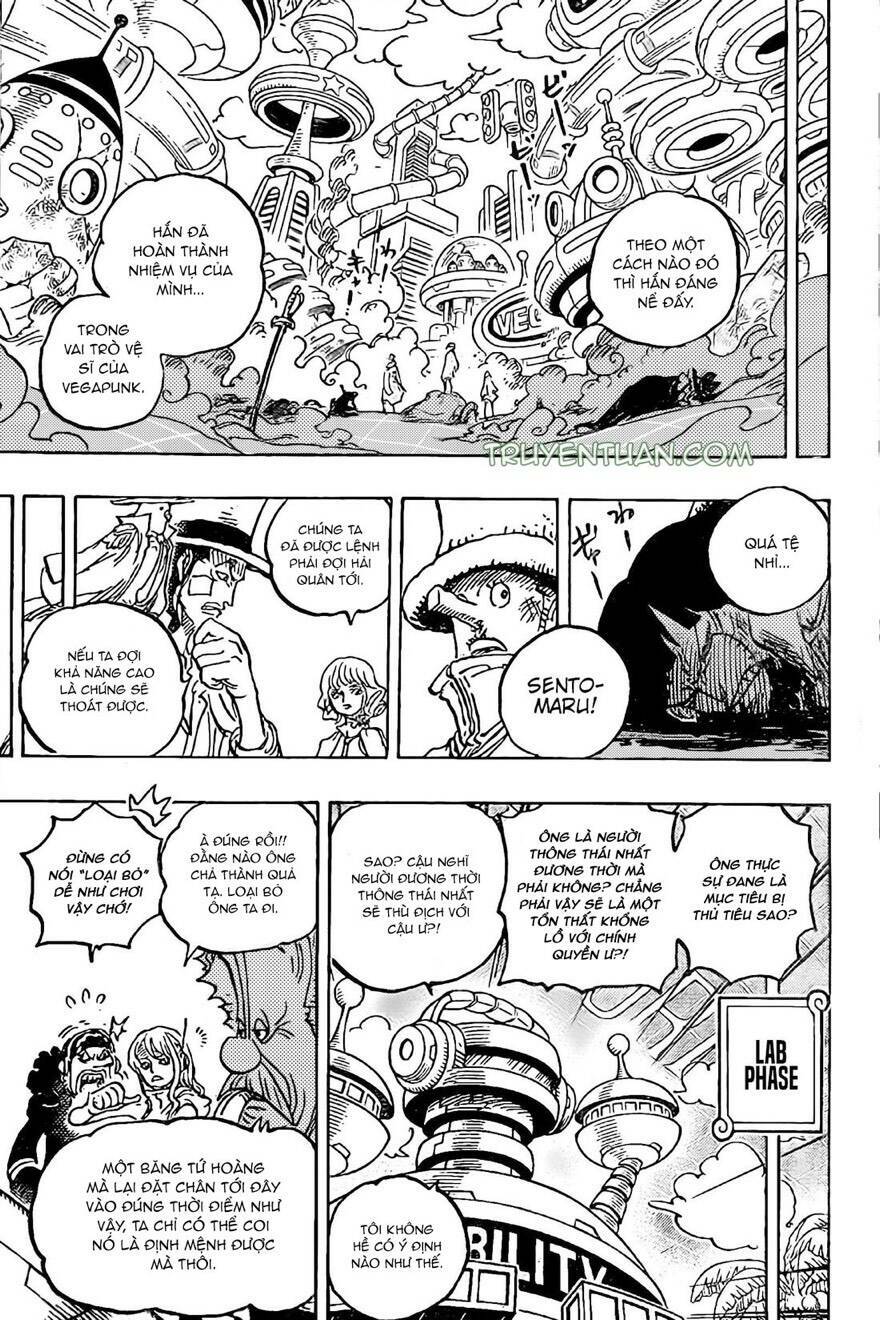 THEO MỘT
CÁCH NÀO ĐÓ
THÌ HẮN ĐÁNG
NỂ ĐẤY.
HẮN ĐÃ
HOÀN THÀNH
NHIỆM VỤ CỦA
MÌNH...
TRONG
VAI TRÒ VỆ
SĨ CỦA
VEGAPUNK.
VEG
TRUYENTUAN.COM
QUÁ TỆ
NHỈ...
SENTO-
MARU!
CHÚNG TA
ĐÃ ĐƯỢC LỆNH
PHẢI ĐỢI HẢI
QUÂN TỚI.
NẾU TA ĐỢI
KHẢ NĂNG CAO
LÀ CHÚNG SẼ
THOÁT ĐƯỢC.
ÔNG THỰC
SỰ ĐANG LÀ
MỤC TIÊU BỊ
THỦ TIÊU SAO?
ÔNG LÀ NGƯỜI
THÔNG THÁI NHẤT
ĐƯƠNG THỜI MÀ
PHẢI KHÔNG? CHẲNG
PHẢI VẬY SẼ LÀ MỘT
TỔN THẤT KHỔNG
LỒ VỚI CHÍNH
QUYỀN Ư?!
SAO? CẬU NGHĨ
NGƯỜI ĐƯƠNG THỜI
THÔNG THÁI NHẤT
SẼ THÙ ĐỊCH VỚI
CẬU Ư?!
LAB
PHASE
BILITY
TÔI KHÔNG
HỀ CÓ Ý ĐỊNH
NÀO NHƯ THẾ.
À ĐÚNG RỒI!!
ĐẰNG NÀO ÔNG
CHẢ THÀNH QUẢ
TẠ. LOẠI BỎ
ÔNG TA ĐI.
ĐỪNG CÓ
NÓI "LOẠI BỎ"
DỄ NHƯ CHƠI
VẬY CHỚ!
MỘT BĂNG TỨ HOÀNG
MÀ LẠI ĐẶT CHÂN TỚI ĐÂY
VÀO ĐÚNG THỜI ĐIỂM NHƯ
VẬY, TA CHỈ CÓ THỂ COI
NÓ LÀ ĐỊNH MỆNH ĐƯỢC
MÀ THÔI.